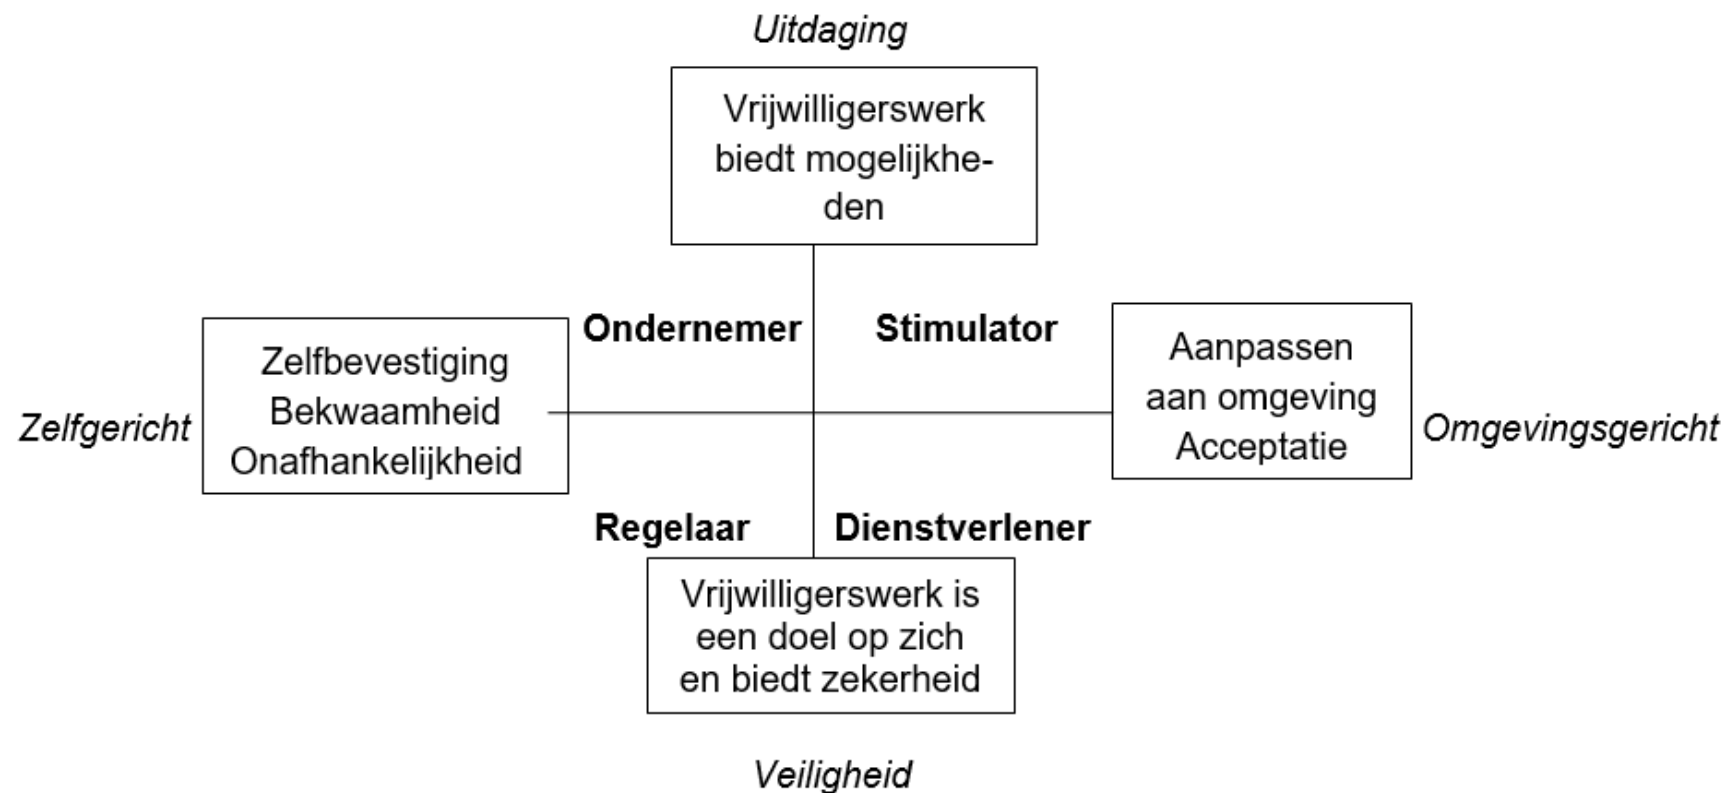 Uitdaging
Vrijwilligerswerk
biedt mogelijkhe-
den
Ondernemer
Stimulator
Zelfgericht
Zelfbevestiging
Bekwaamheid
Onafhankelijkheid
Aanpassen
aan omgeving
Acceptatie
Omgevingsgericht
Regelaar
Dienstverlener
Vrijwilligerswerk is
een doel op zich
en biedt zekerheid
Veiligheid